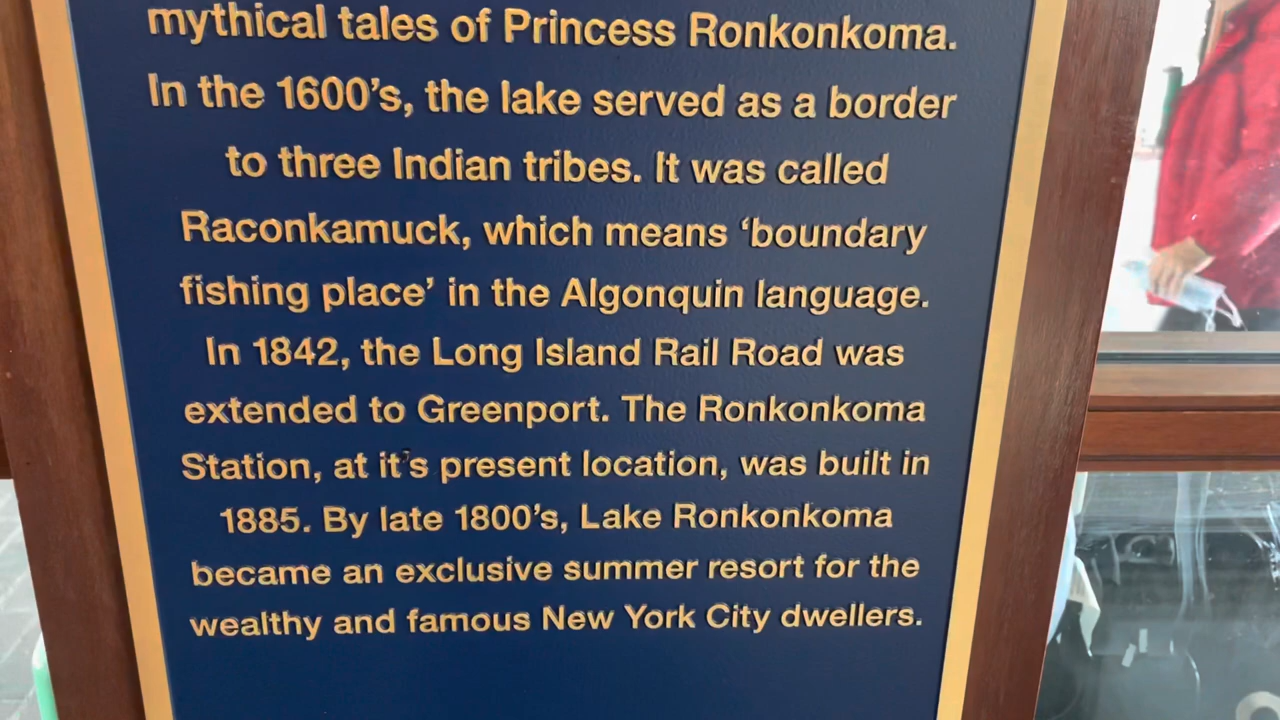 mythical tales of Princess Ronkonkoma.
In the 1600's, the lake served as a border
to three Indian tribes. It was called
Raconkamuck, which means 'boundary
fishing place' in the Algonquin language.
In 1842, the Long Island Rail Road was
extended to Greenport. The Ronkonkoma
Station, at it's present location, was built in
1885. By late 1800's, Lake Ronkonkoma
became an exclusive summer resort for the
wealthy and famous New York City dwellers.